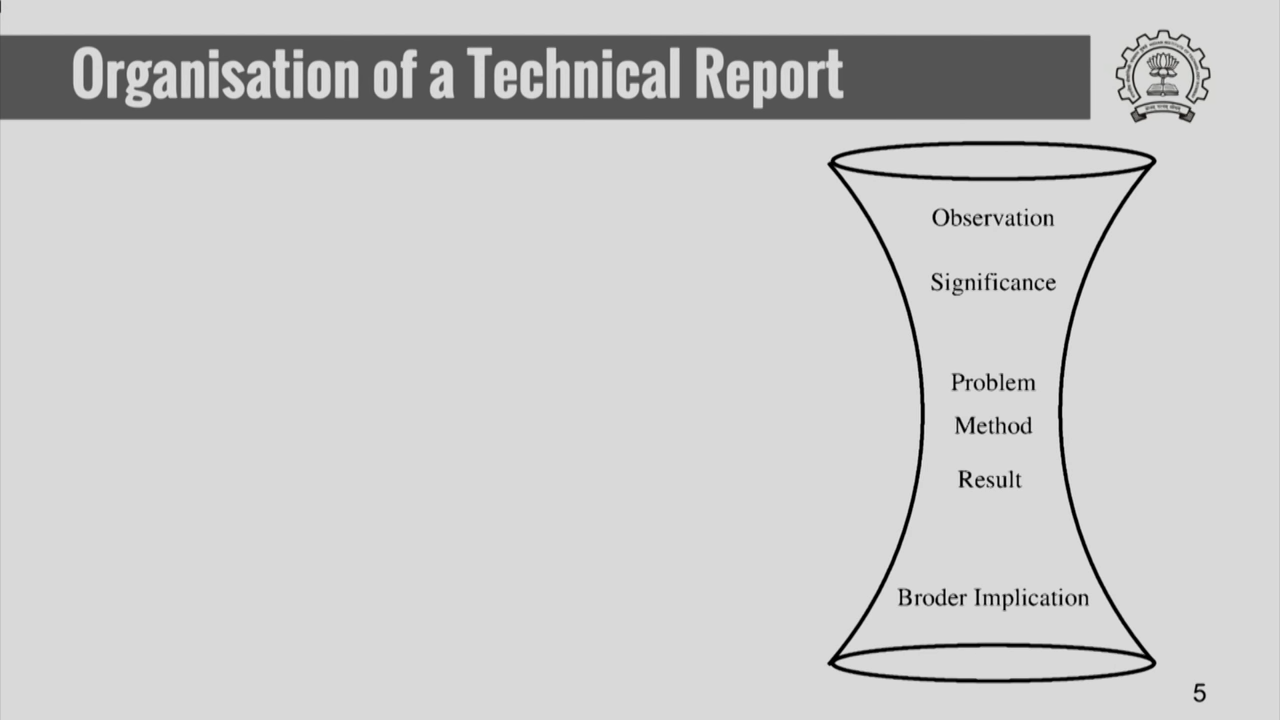 Organisation of a Technical Report
Observation
Significance
Problem
Method
Result
Broder Implication
5